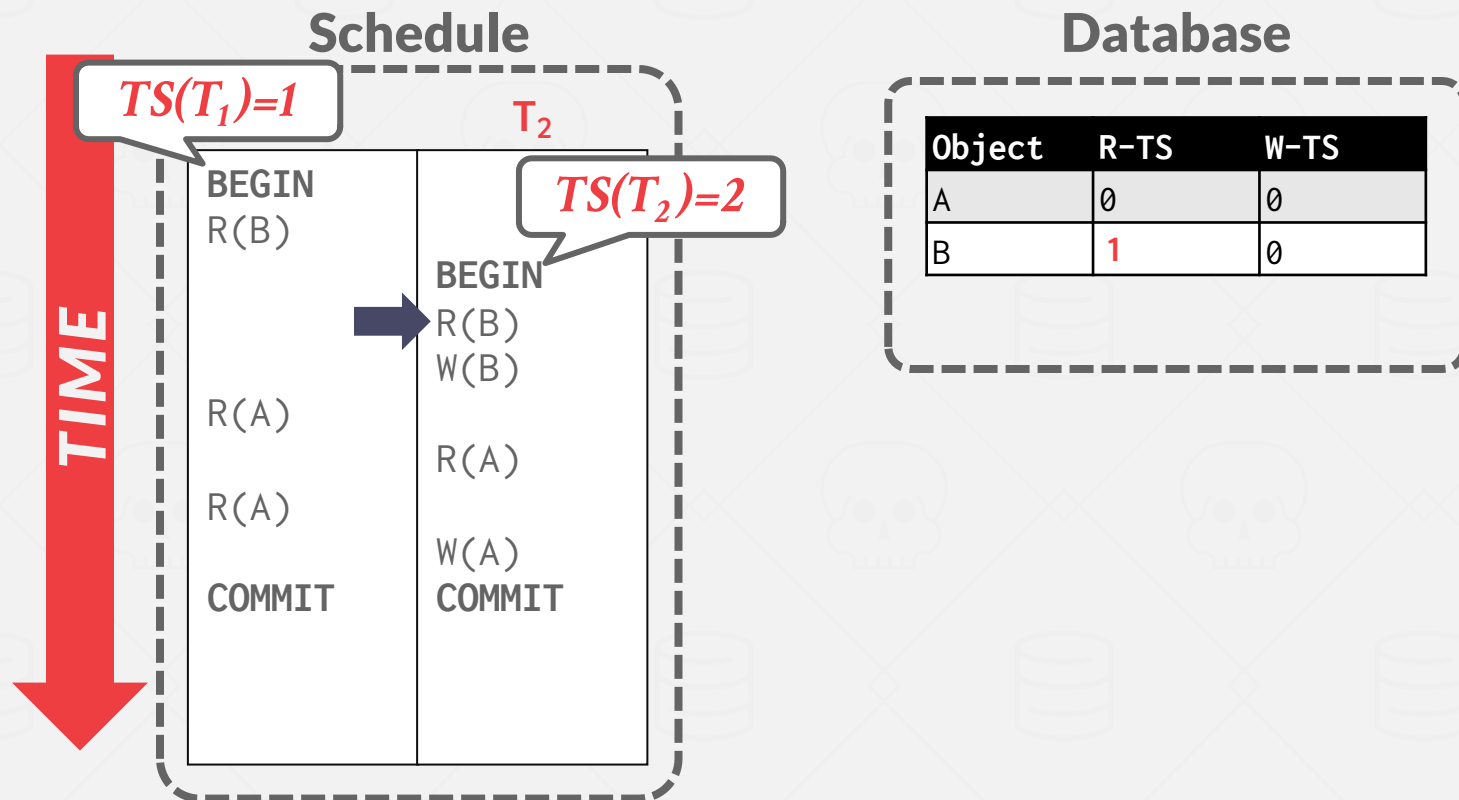 Schedule
TS(T₁)=1
T₂
BEGIN
R(B)
TS(T₂)=2
BEGIN
R(B)
W(B)
R(A)
R(A)
R(A)
W(A)
COMMIT COMMIT
TIME
Database
Object R-TS W-TS
A 0 0
B 1 0